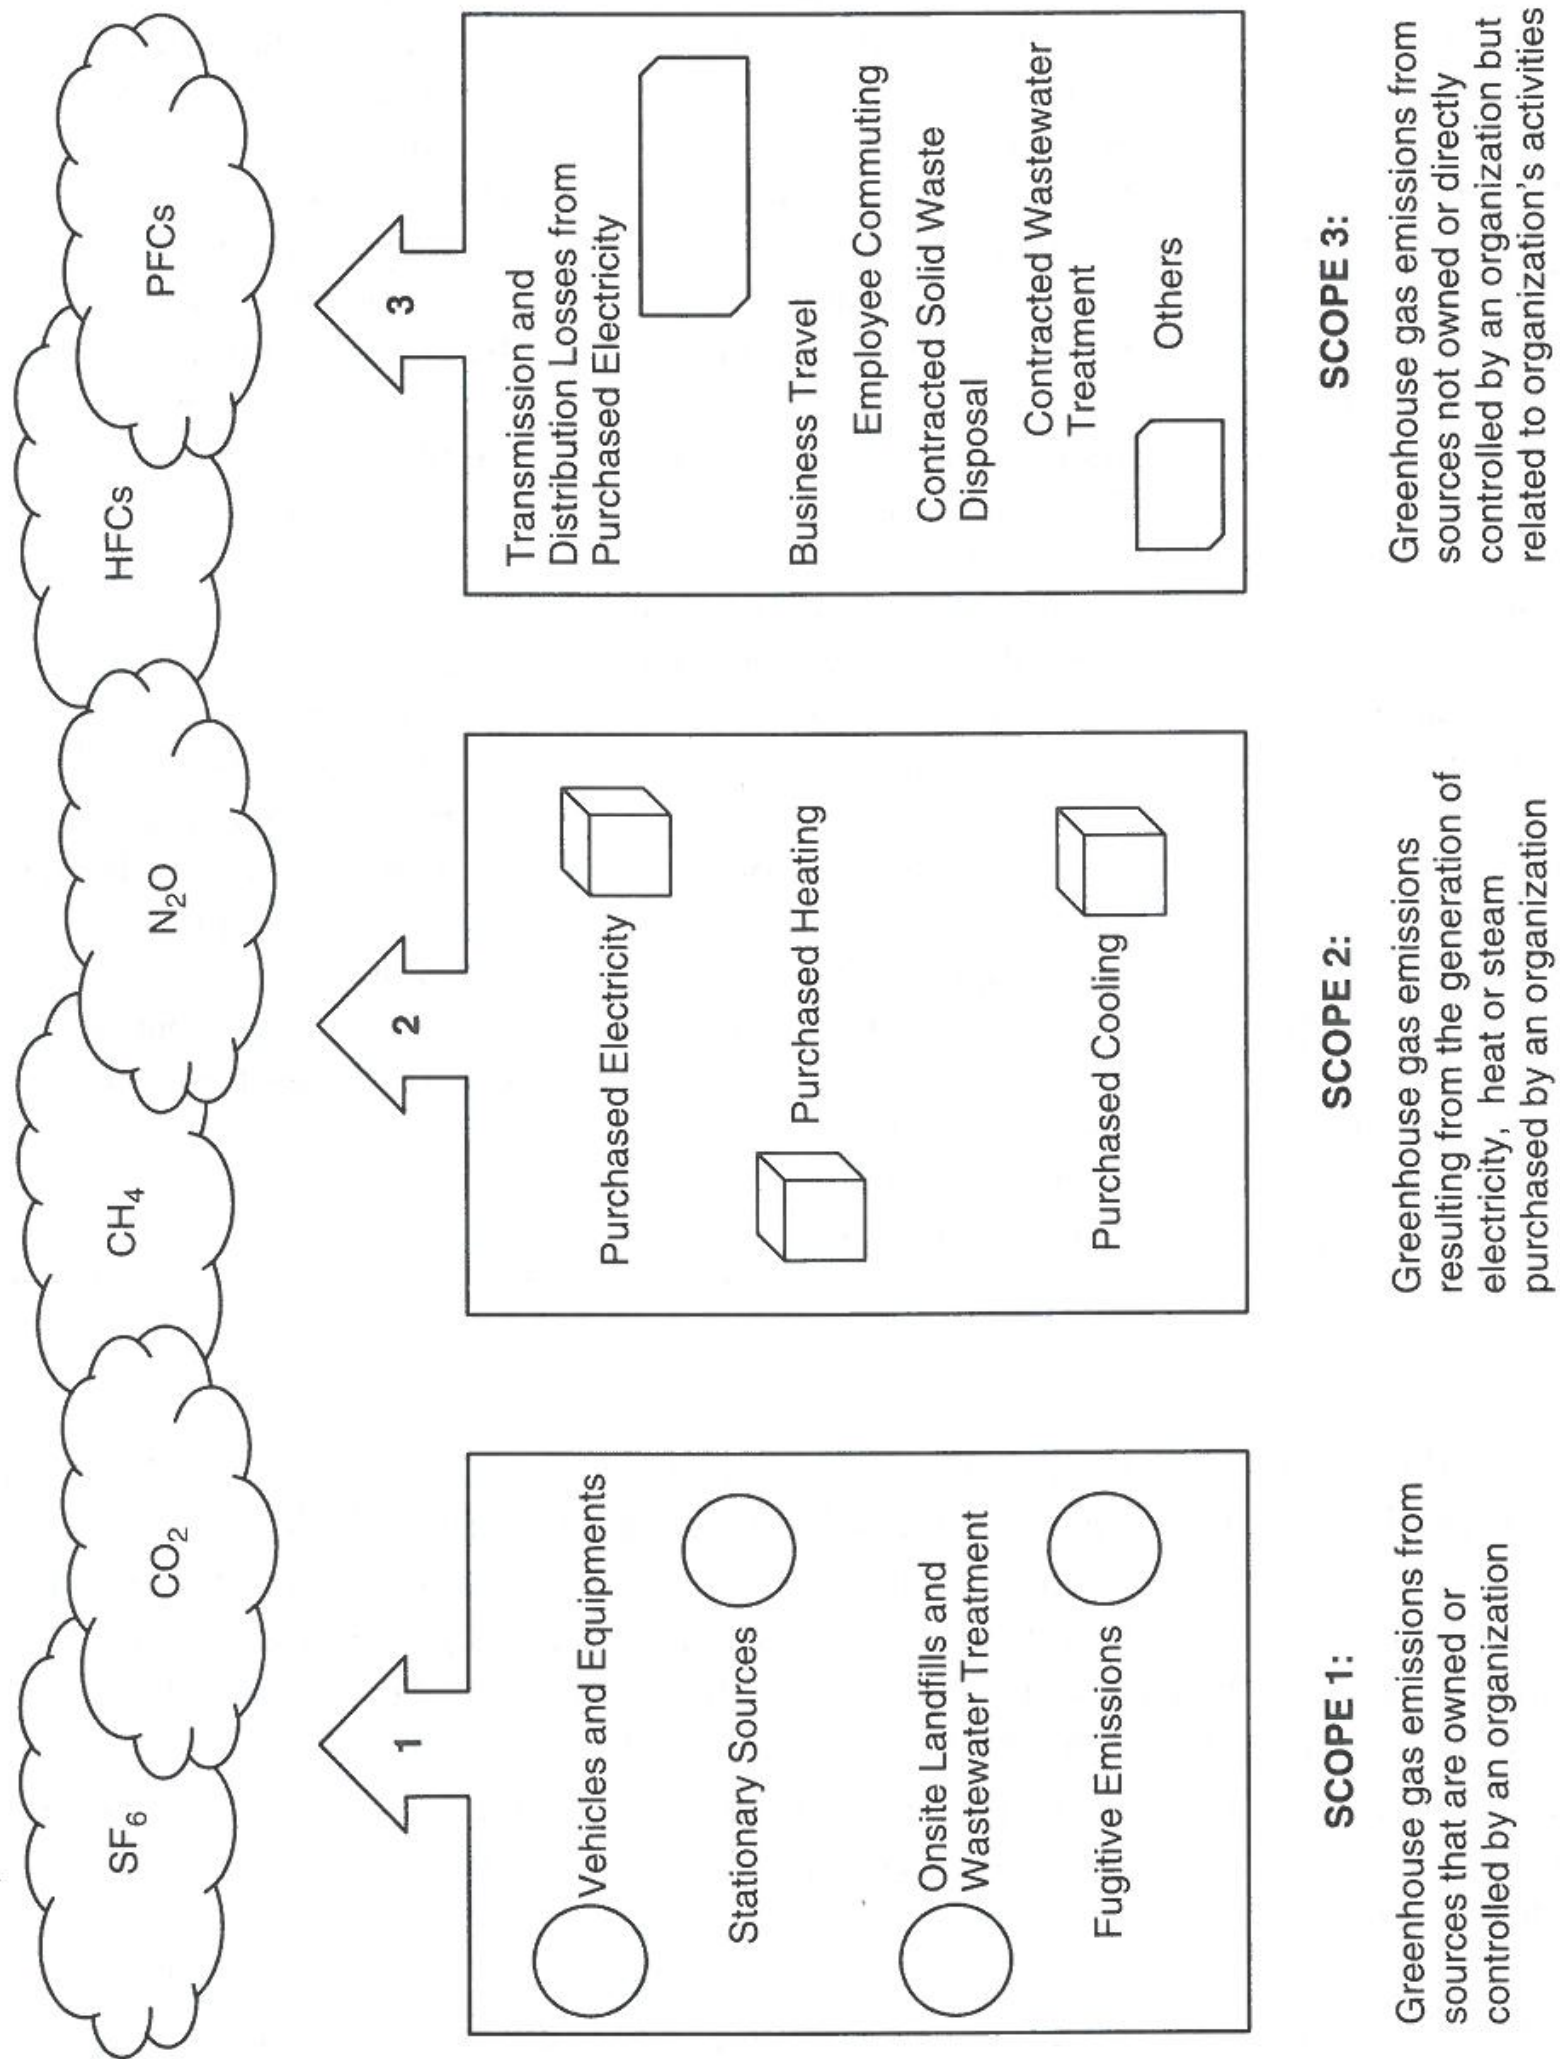 SF₆
CO₂
CH₄
N₂O
HFCs
PFCs
1
Vehicles and Equipments
Stationary Sources
Onsite Landfills and
Wastewater Treatment
Fugitive Emissions
SCOPE 1:
Greenhouse gas emissions from
sources that are owned or
controlled by an organization
2
Purchased Electricity
Purchased Heating
Purchased Cooling
SCOPE 2:
Greenhouse gas emissions
resulting from the generation of
electricity, heat or steam
purchased by an organization
3
Transmission and
Distribution Losses from
Purchased Electricity
Business Travel
Employee Commuting
Contracted Solid Waste
Disposal
Contracted Wastewater
Treatment
Others
SCOPE 3:
Greenhouse gas emissions from
sources not owned or directly
controlled by an organization but
related to organization's activities